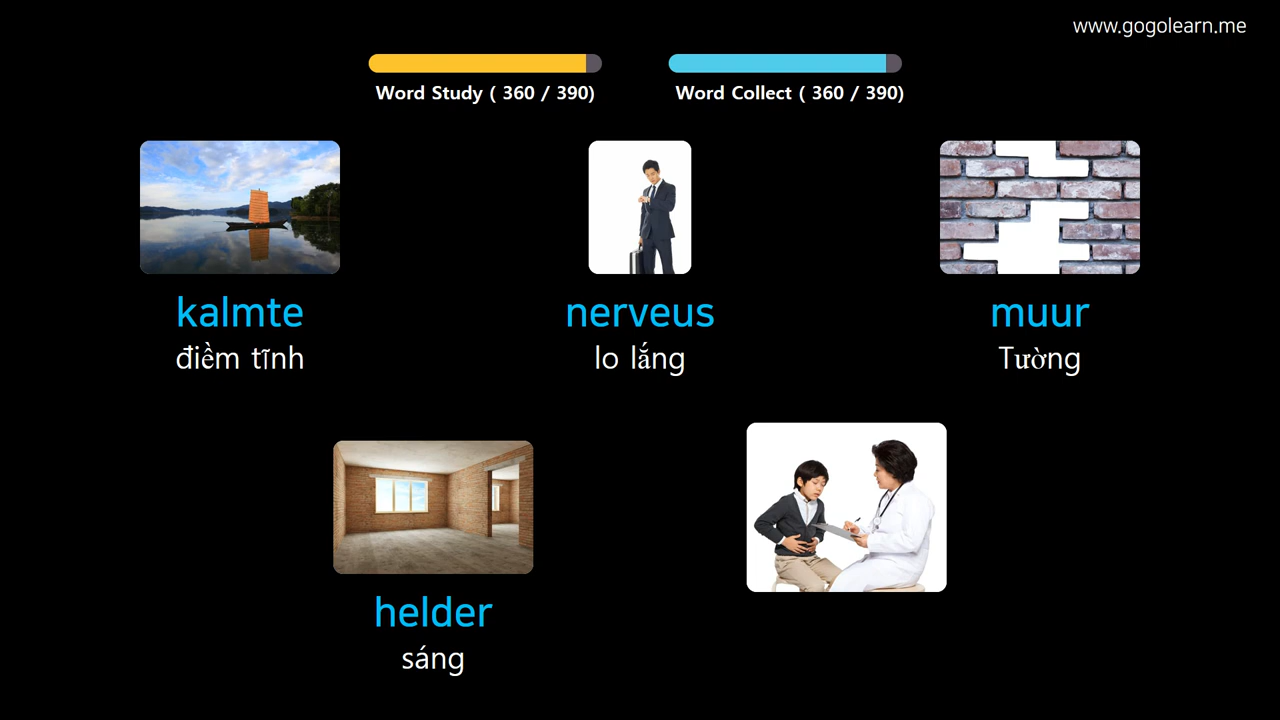 www.gogolearn.me
Word Study ( 360 / 390)
Word Collect ( 360 / 390)
kalmte
điềm tĩnh
nerveus
lo lắng
muur
Tường
helder
sáng